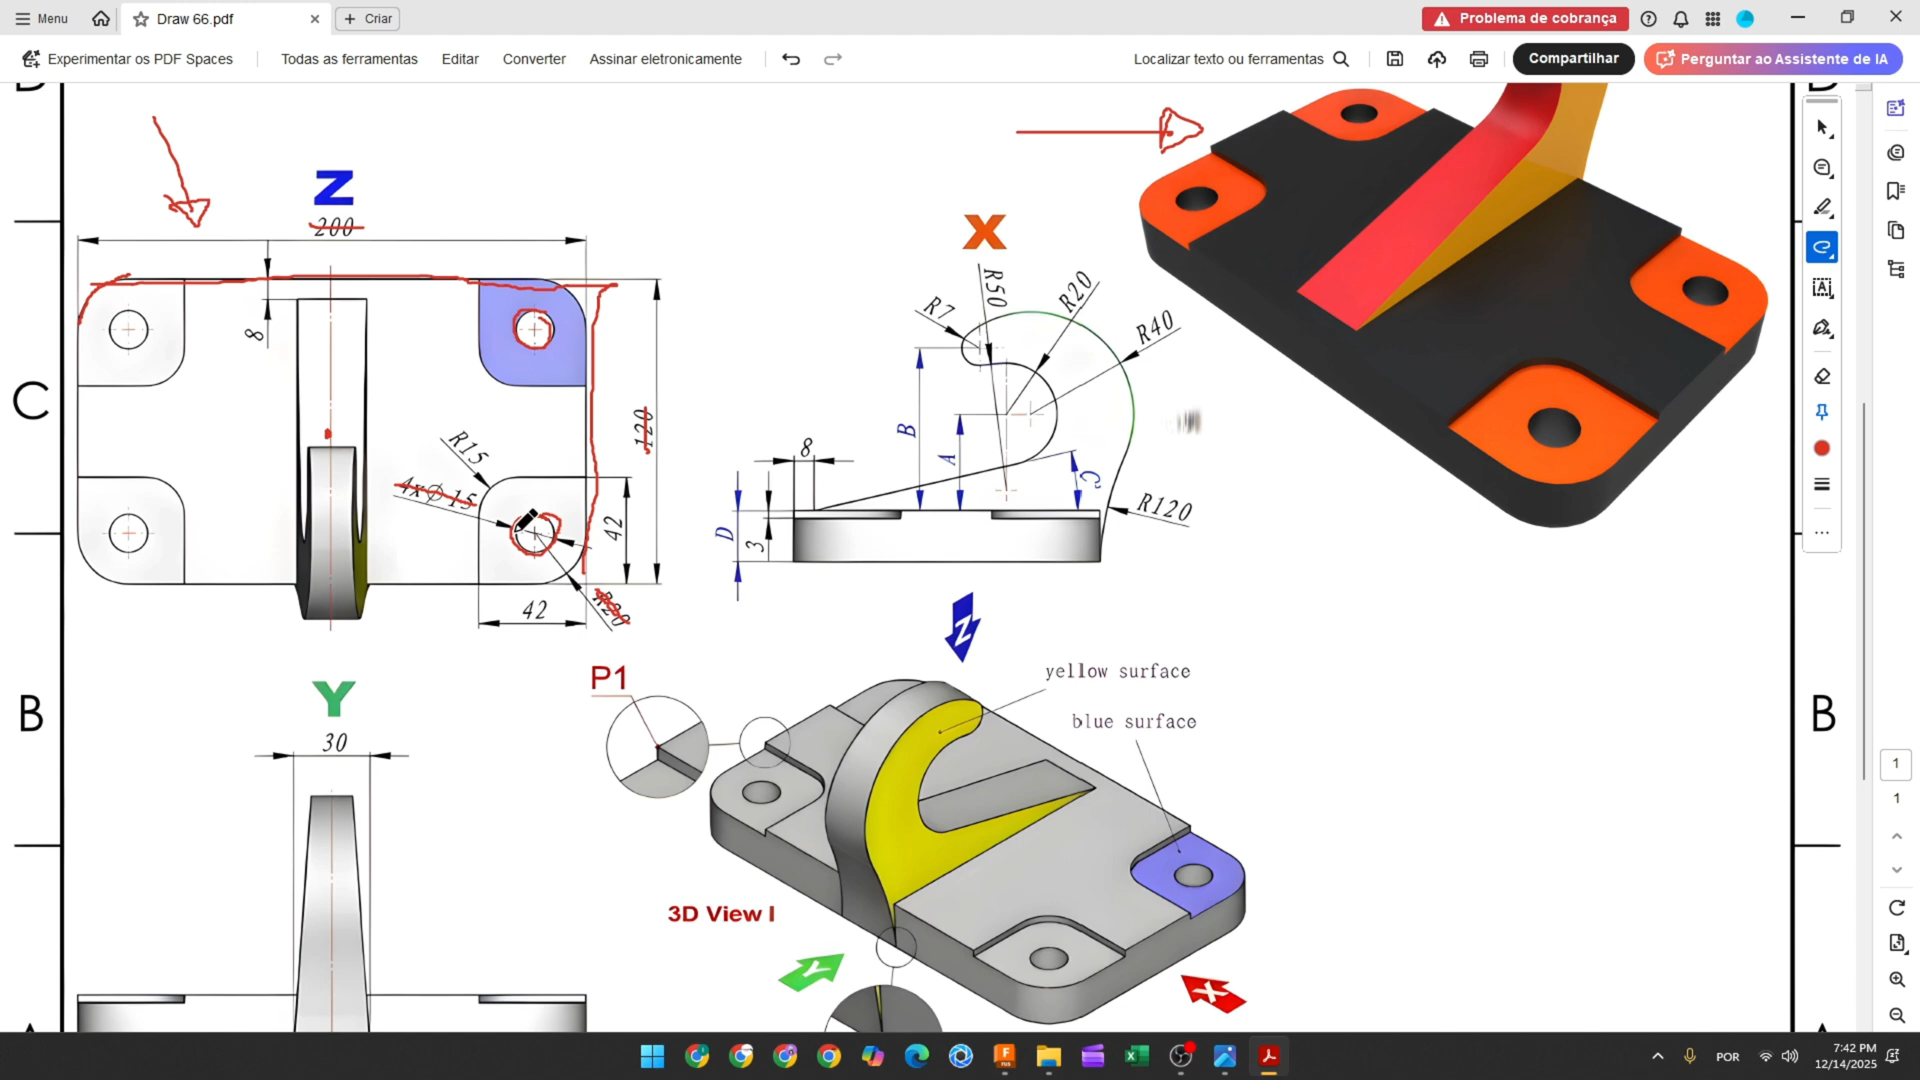 Menu
Draw 66.pdf
Criar
Problema de cobrança
Experimentar os PDF Spaces
Todas as ferramentas
Editar
Converter
Assinar eletronicamente
Localizar texto ou ferramentas
Compartilhar
Perguntar ao Assistente de IA
Z
200
8
120
R15
4x∅15
42
42
R20
C
X
R50
R20
R7
R40
B
A
C
8
D
3
R120
Z
Y
30
P1
yellow surface
blue surface
3D View I
Y
X
B
B
1
1
POR
7:42 PM
12/14/2025